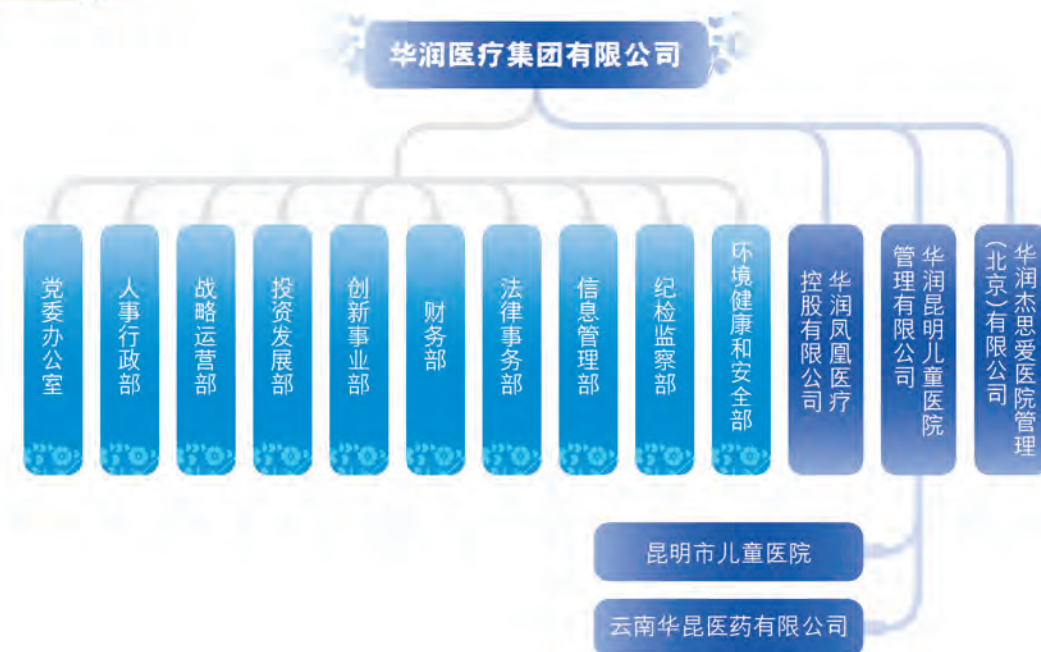 华润医疗集团有限公司
党委办公室
人事行政部
战略运营部
投资发展部
创新事业部
财务部
法律事务部
信息管理部
纪检监察部
环境健康和安全部
华润凤凰医疗
控股有限公司
华润昆明儿童医院
管理有限公司
华润杰思爱医院管理
（北京）有限公司
昆明市儿童医院
云南华昆医药有限公司